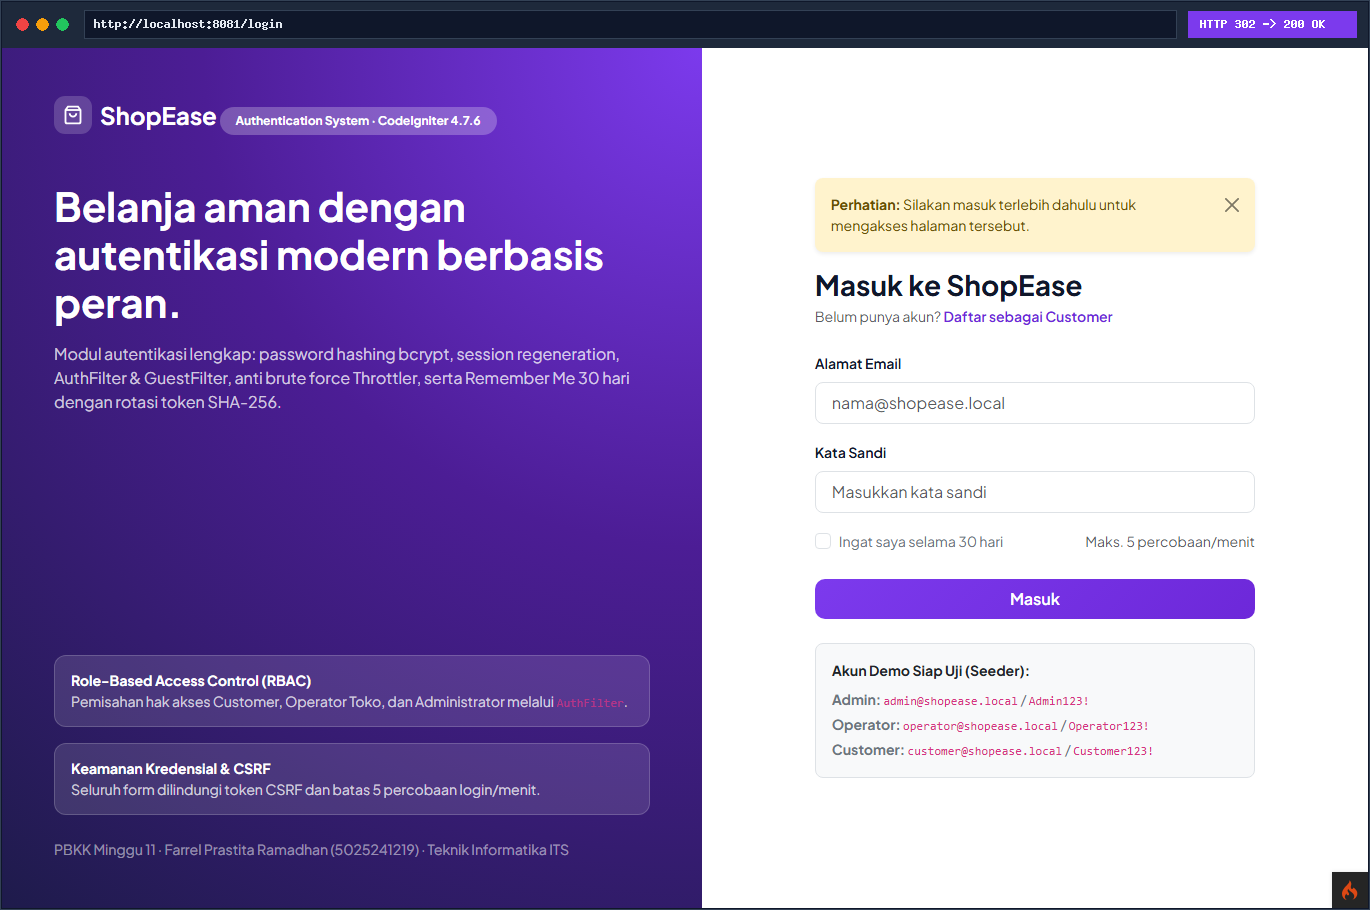 http://localhost:8081/login
HTTP 302 -> 200 OK
ShopEase
Authentication System · CodeIgniter 4.7.6
Belanja aman dengan
autentikasi modern berbasis
peran.
Modul autentikasi lengkap: password hashing bcrypt, session regeneration,
AuthFilter & GuestFilter, anti brute force Throttler, serta Remember Me 30 hari
dengan rotasi token SHA-256.
Role-Based Access Control (RBAC)
Pemisahan hak akses Customer, Operator Toko, dan Administrator melalui AuthFilter.
Keamanan Kredensial & CSRF
Seluruh form dilindungi token CSRF dan batas 5 percobaan login/menit.
PBKK Minggu 11 · Farrel Prastita Ramadhan (5025241219) · Teknik Informatika ITS
Perhatian: Silakan masuk terlebih dahulu untuk
mengakses halaman tersebut.
Masuk ke ShopEase
Belum punya akun? Daftar sebagai Customer
Alamat Email
nama@shopease.local
Kata Sandi
Masukkan kata sandi
Ingat saya selama 30 hari
Maks. 5 percobaan/menit
Masuk
Akun Demo Siap Uji (Seeder):
Admin: admin@shopease.local / Admin123!
Operator: operator@shopease.local / Operator123!
Customer: customer@shopease.local / Customer123!